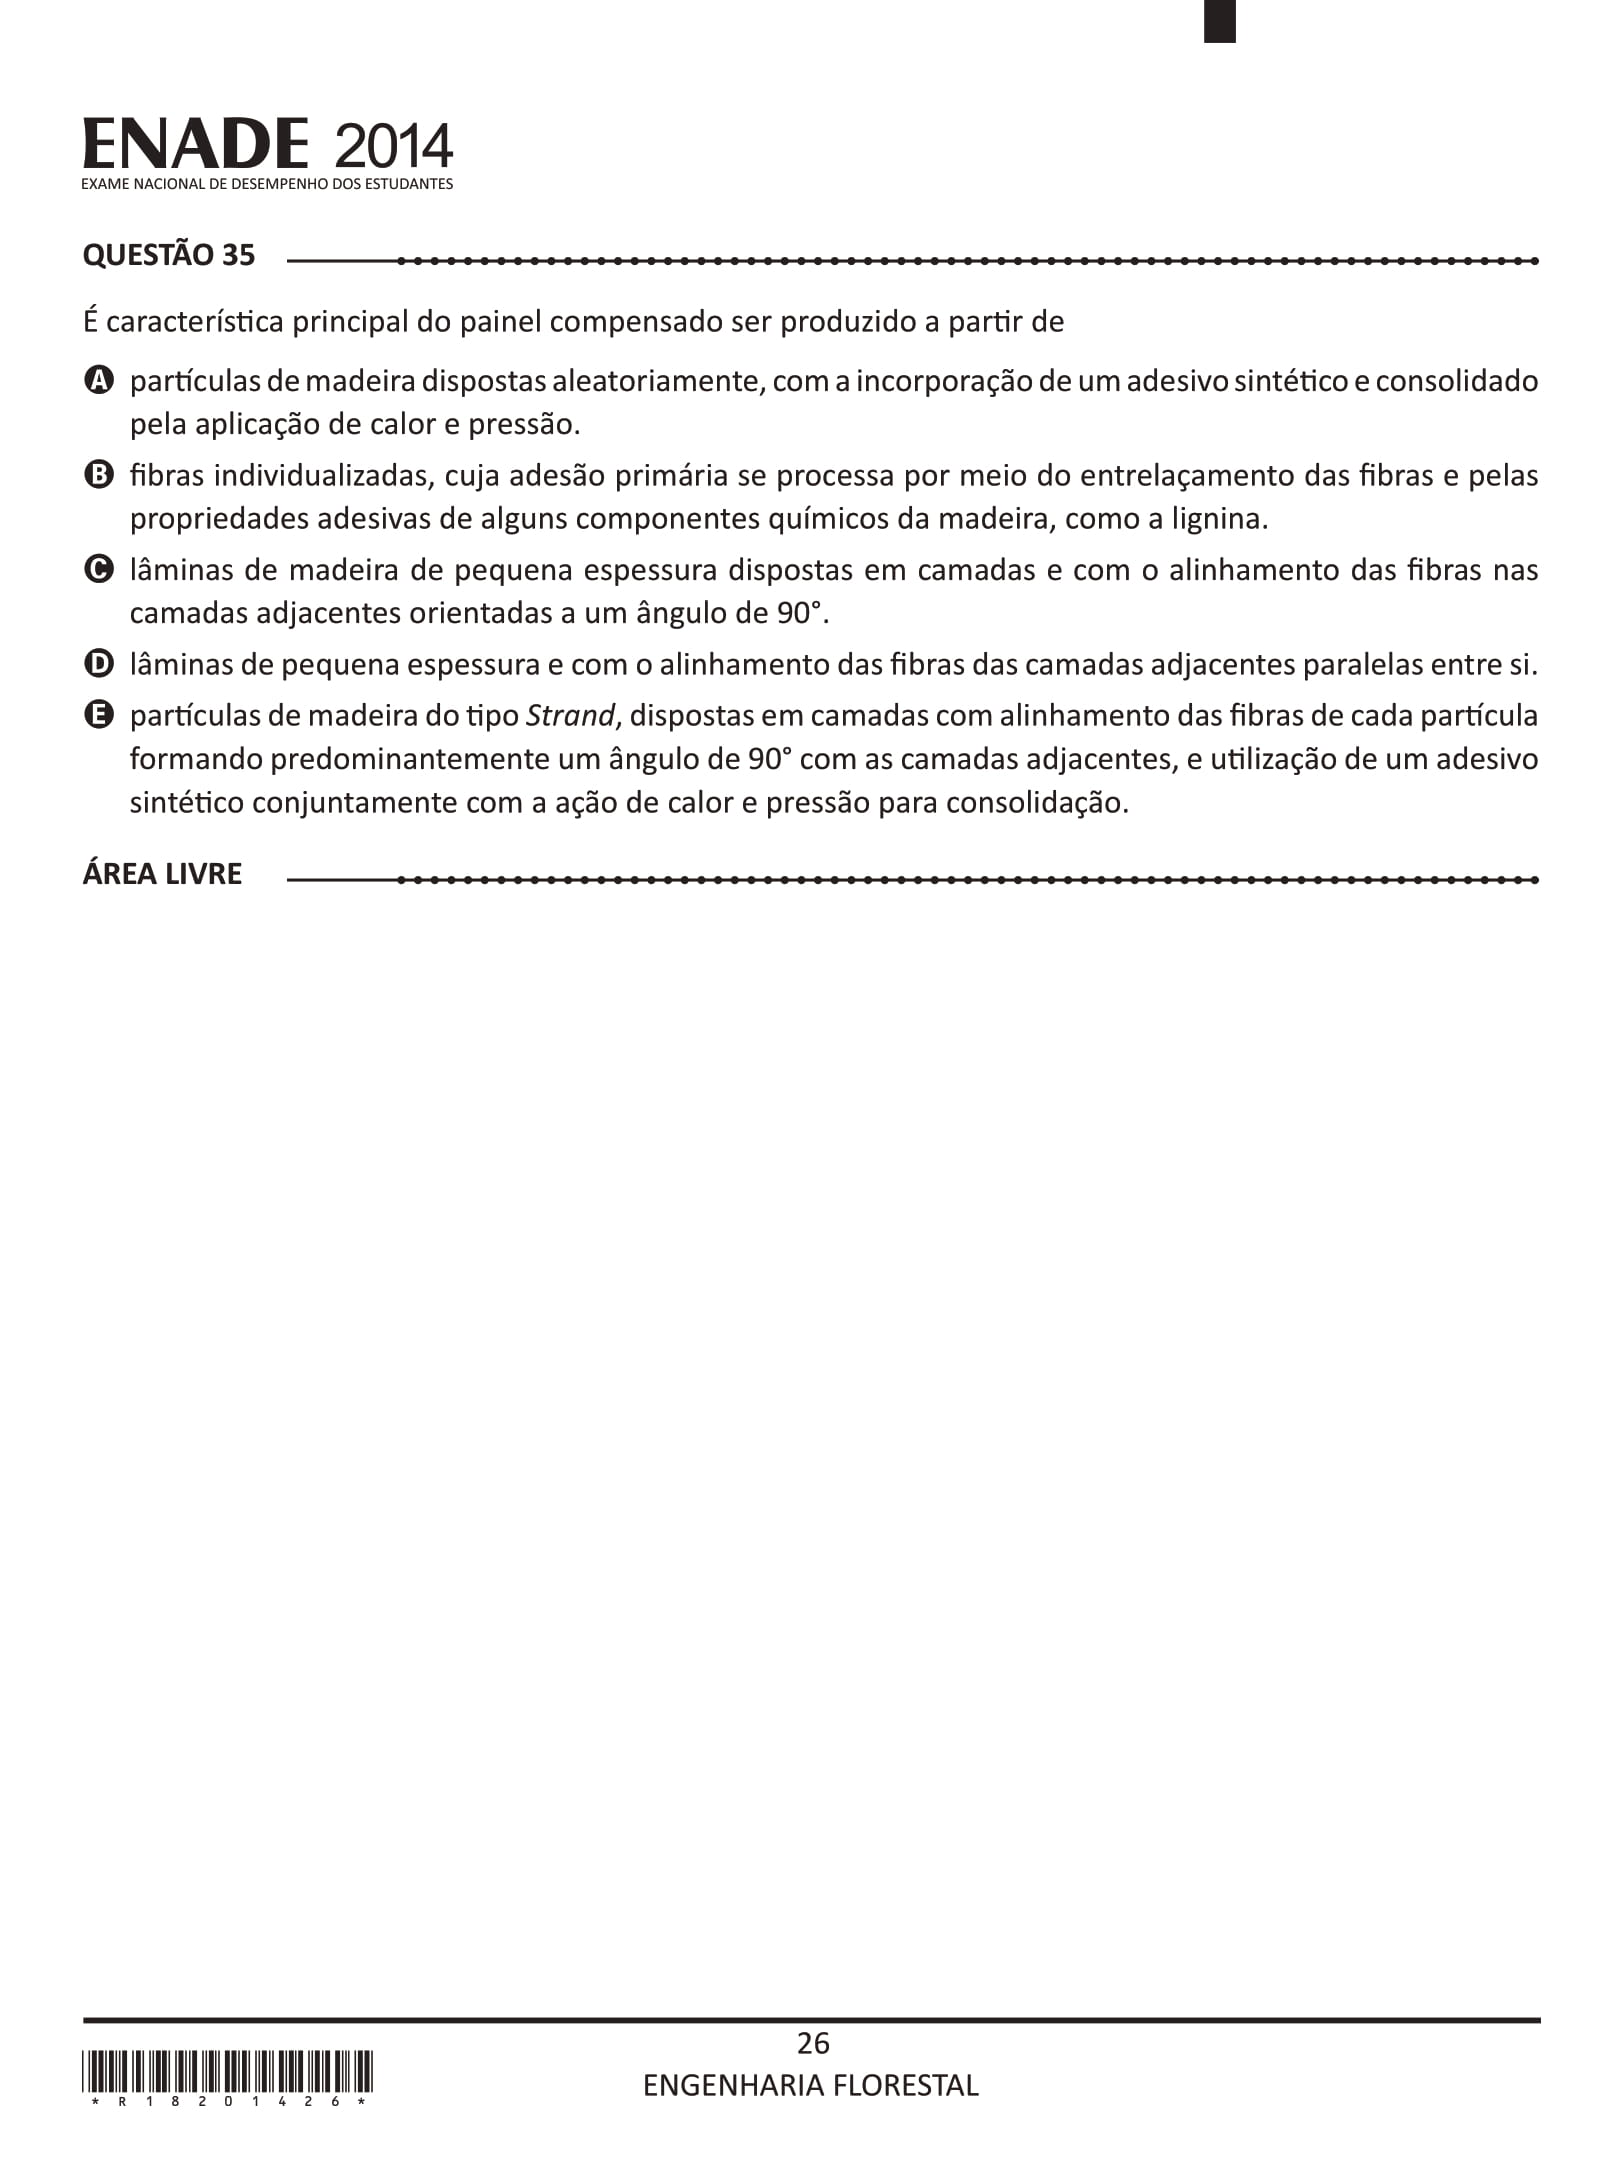 ENADE 2014
EXAME NACIONAL DE DESEMPENHO DOS ESTUDANTES
QUESTÃO 35
É característica principal do painel compensado ser produzido a partir de
A partículas de madeira dispostas aleatoriamente, com a incorporação de um adesivo sintético e consolidado
pela aplicação de calor e pressão.
B fibras individualizadas, cuja adesão primária se processa por meio do entrelaçamento das fibras e pelas
propriedades adesivas de alguns componentes químicos da madeira, como a lignina.
C lâminas de madeira de pequena espessura dispostas em camadas e com o alinhamento das fibras nas
camadas adjacentes orientadas a um ângulo de 90°.
D lâminas de pequena espessura e com o alinhamento das fibras das camadas adjacentes paralelas entre si.
E partículas de madeira do tipo Strand, dispostas em camadas com alinhamento das fibras de cada partícula
formando predominantemente um ângulo de 90° com as camadas adjacentes, e utilização de um adesivo
sintético conjuntamente com a ação de calor e pressão para consolidação.
ÁREA LIVRE
26
ENGENHARIA FLORESTAL
* R 1 8 2 0 1 4 2 6 *